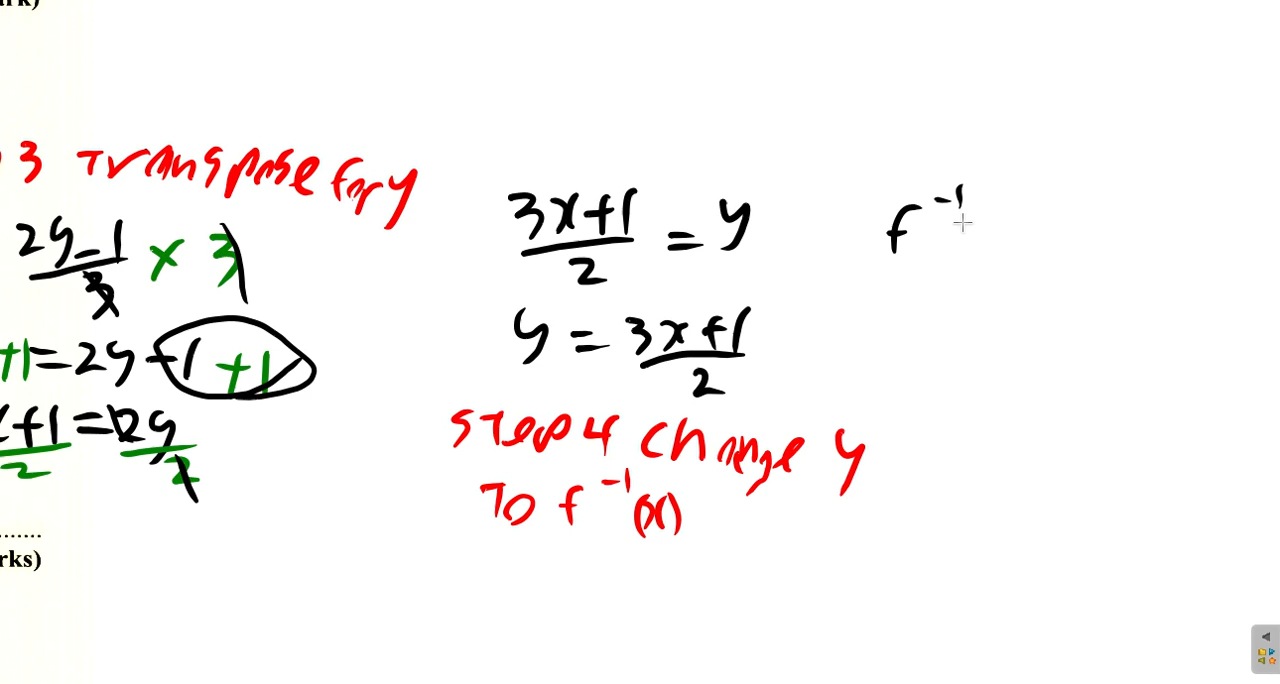 ark)
3 Transpose for y
2y-1 × 3
3
+1=2y-1 +1
+1=2y
2 2
3x+1 = y
2
y = 3x+1
2
step 4 change y
To f⁻¹(x)
f⁻¹
.......
rks)